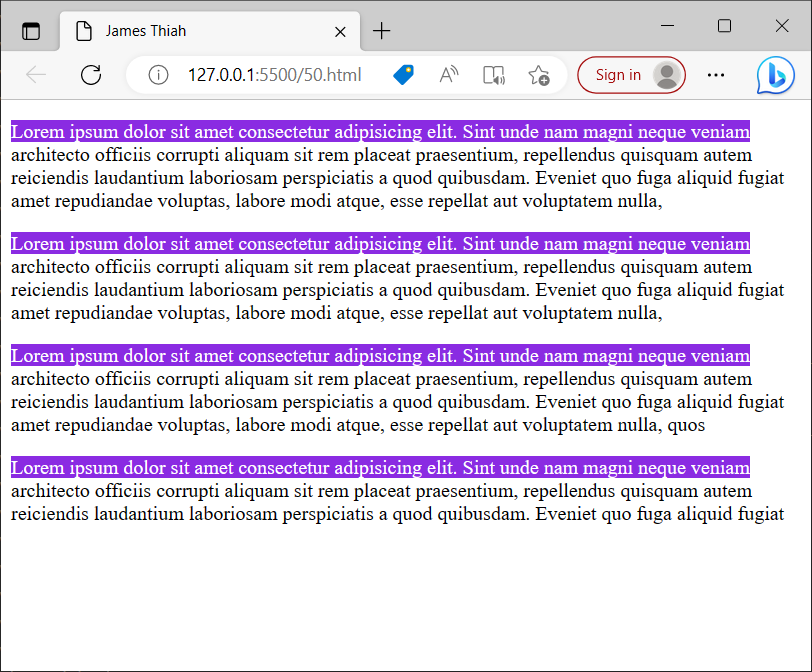 James Thiah
127.0.0.1:5500/50.html
Sign in
Lorem ipsum dolor sit amet consectetur adipisicing elit. Sint unde nam magni neque veniam
architecto officiis corrupti aliquam sit rem placeat praesentium, repellendus quisquam autem
reiciendis laudantium laboriosam perspiciatis a quod quibusdam. Eveniet quo fuga aliquid fugiat
amet repudiandae voluptas, labore modi atque, esse repellat aut voluptatem nulla,
Lorem ipsum dolor sit amet consectetur adipisicing elit. Sint unde nam magni neque veniam
architecto officiis corrupti aliquam sit rem placeat praesentium, repellendus quisquam autem
reiciendis laudantium laboriosam perspiciatis a quod quibusdam. Eveniet quo fuga aliquid fugiat
amet repudiandae voluptas, labore modi atque, esse repellat aut voluptatem nulla,
Lorem ipsum dolor sit amet consectetur adipisicing elit. Sint unde nam magni neque veniam
architecto officiis corrupti aliquam sit rem placeat praesentium, repellendus quisquam autem
reiciendis laudantium laboriosam perspiciatis a quod quibusdam. Eveniet quo fuga aliquid fugiat
amet repudiandae voluptas, labore modi atque, esse repellat aut voluptatem nulla, quos
Lorem ipsum dolor sit amet consectetur adipisicing elit. Sint unde nam magni neque veniam
architecto officiis corrupti aliquam sit rem placeat praesentium, repellendus quisquam autem
reiciendis laudantium laboriosam perspiciatis a quod quibusdam. Eveniet quo fuga aliquid fugiat